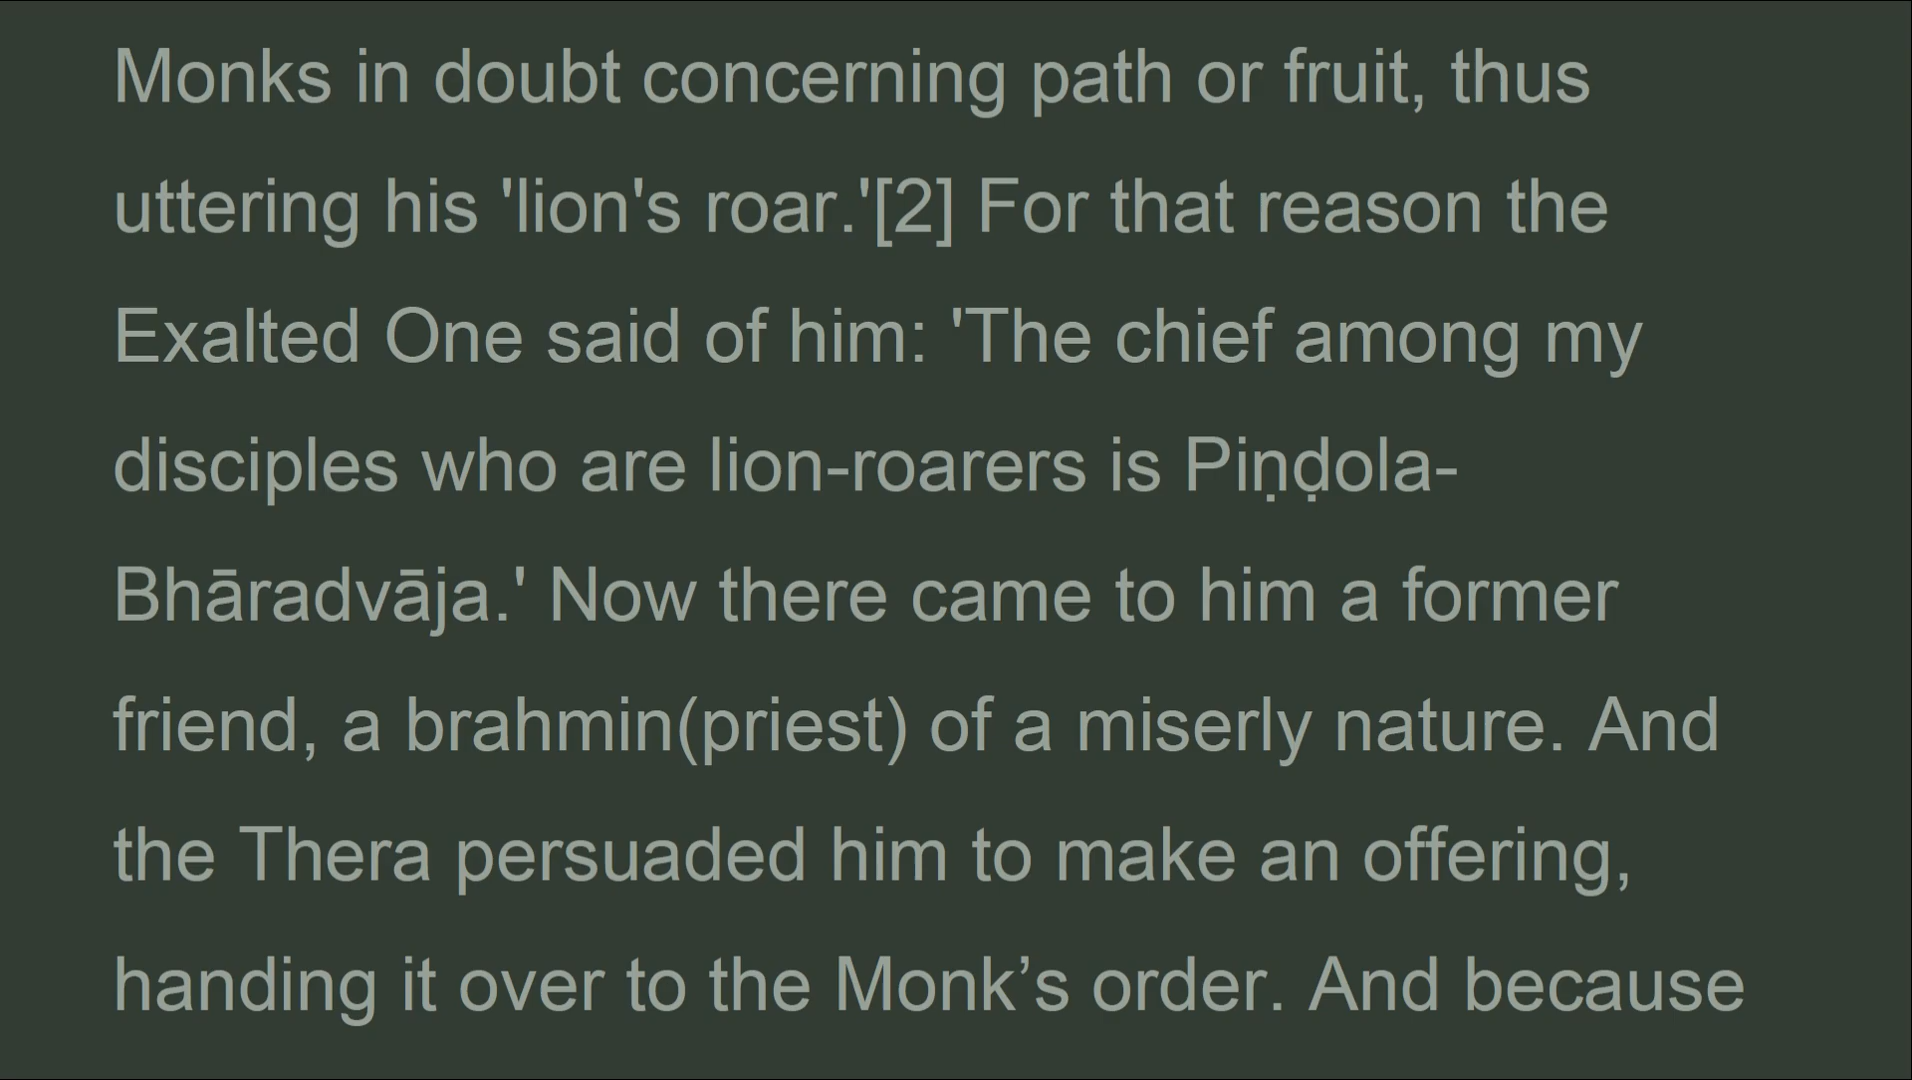 Monks in doubt concerning path or fruit, thus
uttering his 'lion's roar.'[2] For that reason the
Exalted One said of him: 'The chief among my
disciples who are lion-roarers is Piṇḍola-
Bhāradvāja.' Now there came to him a former
friend, a brahmin(priest) of a miserly nature. And
the Thera persuaded him to make an offering,
handing it over to the Monk’s order. And because